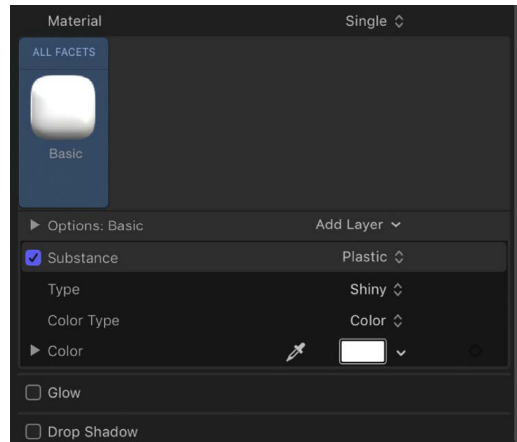 Material Single
ALL FACETS
Basic
Options: Basic Add Layer
Substance Plastic
Type Shiny
Color Type Color
Color
Glow
Drop Shadow